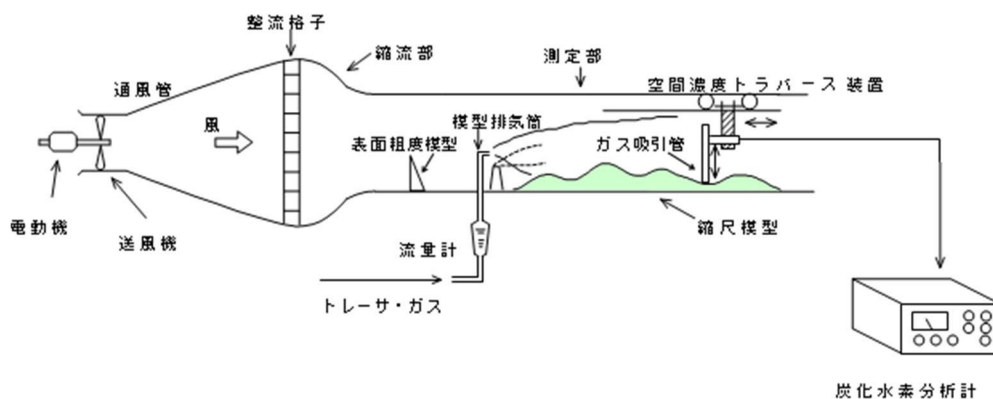 整流格子
縮流部
測定部
空間濃度トラバース装置
通風管
風
模型排気筒
表面粗度模型
ガス吸引管
電動機
送風機
流量計
縮尺模型
トレーサ・ガス
炭化水素分析計